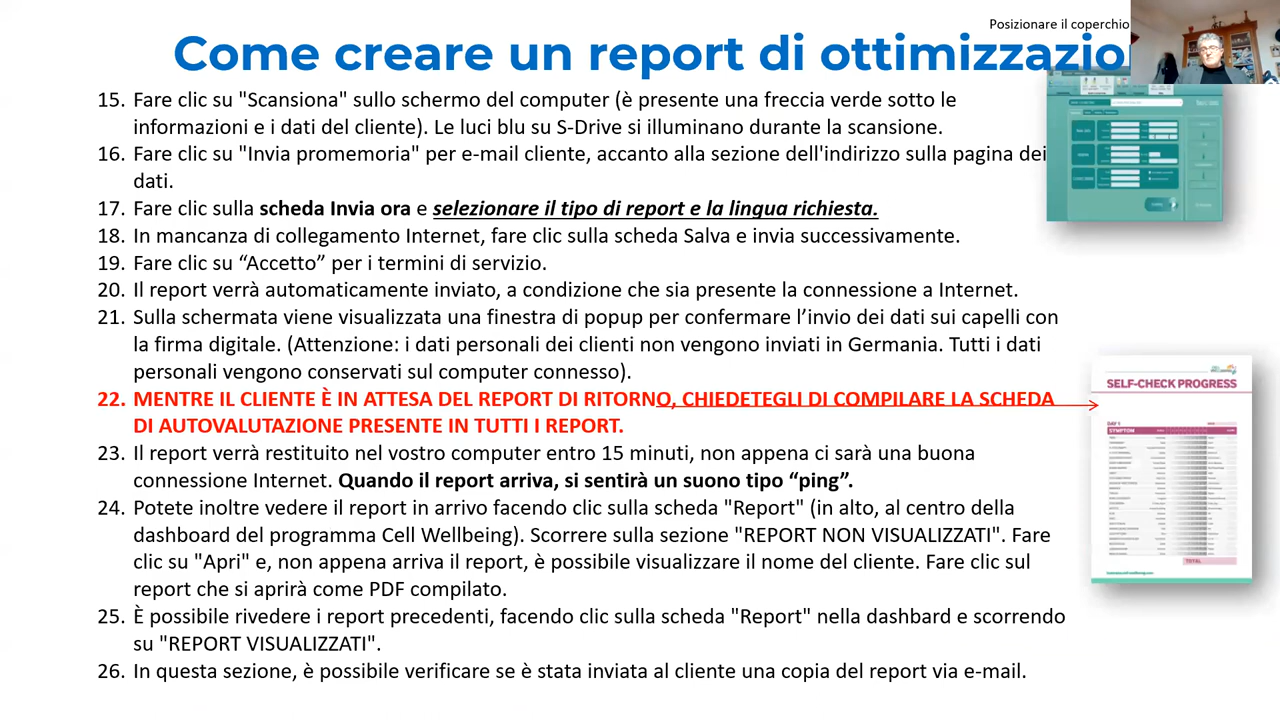 Posizionare il coperchio
Come creare un report di ottimizzazio
15. Fare clic su "Scansiona" sullo schermo del computer (è presente una freccia verde sotto le
informazioni e i dati del cliente). Le luci blu su S-Drive si illuminano durante la scansione.
16. Fare clic su "Invia promemoria" per e-mail cliente, accanto alla sezione dell'indirizzo sulla pagina dei
dati.
17. Fare clic sulla scheda Invia ora e selezionare il tipo di report e la lingua richiesta.
18. In mancanza di collegamento Internet, fare clic sulla scheda Salva e invia successivamente.
19. Fare clic su “Accetto” per i termini di servizio.
20. Il report verrà automaticamente inviato, a condizione che sia presente la connessione a Internet.
21. Sulla schermata viene visualizzata una finestra di popup per confermare l’invio dei dati sui capelli con
la firma digitale. (Attenzione: i dati personali dei clienti non vengono inviati in Germania. Tutti i dati
personali vengono conservati sul computer connesso).
22. MENTRE IL CLIENTE È IN ATTESA DEL REPORT DI RITORNO, CHIEDETEGLI DI COMPILARE LA SCHEDA
DI AUTOVALUTAZIONE PRESENTE IN TUTTI I REPORT.
23. Il report verrà restituito nel vostro computer entro 15 minuti, non appena ci sarà una buona
connessione Internet. Quando il report arriva, si sentirà un suono tipo “ping”.
24. Potete inoltre vedere il report in arrivo facendo clic sulla scheda "Report" (in alto, al centro della
dashboard del programma Cell Wellbeing). Scorrere sulla sezione "REPORT NON VISUALIZZATI". Fare
clic su "Apri" e, non appena arriva il report, è possibile visualizzare il nome del cliente. Fare clic sul
report che si aprirà come PDF compilato.
25. È possibile rivedere i report precedenti, facendo clic sulla scheda "Report" nella dashbard e scorrendo
su "REPORT VISUALIZZATI".
26. In questa sezione, è possibile verificare se è stata inviata al cliente una copia del report via e-mail.
SELF-CHECK PROGRESS
DAY 1
SYMPTOM
TOTAL